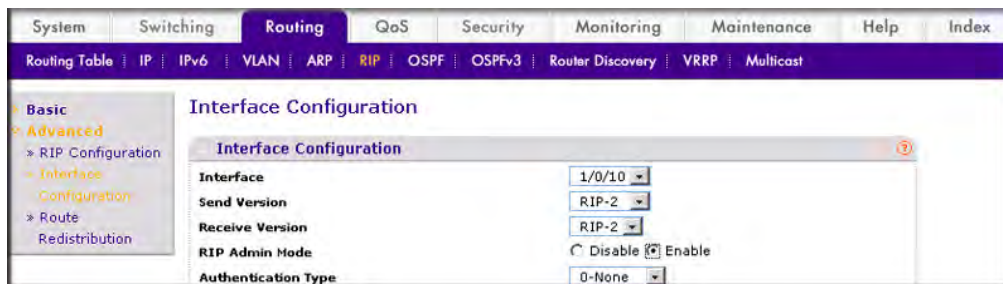 System Switching Routing QoS Security Monitoring Maintenance Help Index
Routing Table IP IPv6 VLAN ARP RIP OSPF OSPFv3 Router Discovery VRRP Multicast
Basic
Advanced
» RIP Configuration
» Interface
Configuration
» Route
Redistribution
Interface Configuration
Interface Configuration
Interface 1/0/10
Send Version RIP-2
Receive Version RIP-2
RIP Admin Mode Disable Enable
Authentication Type 0-None